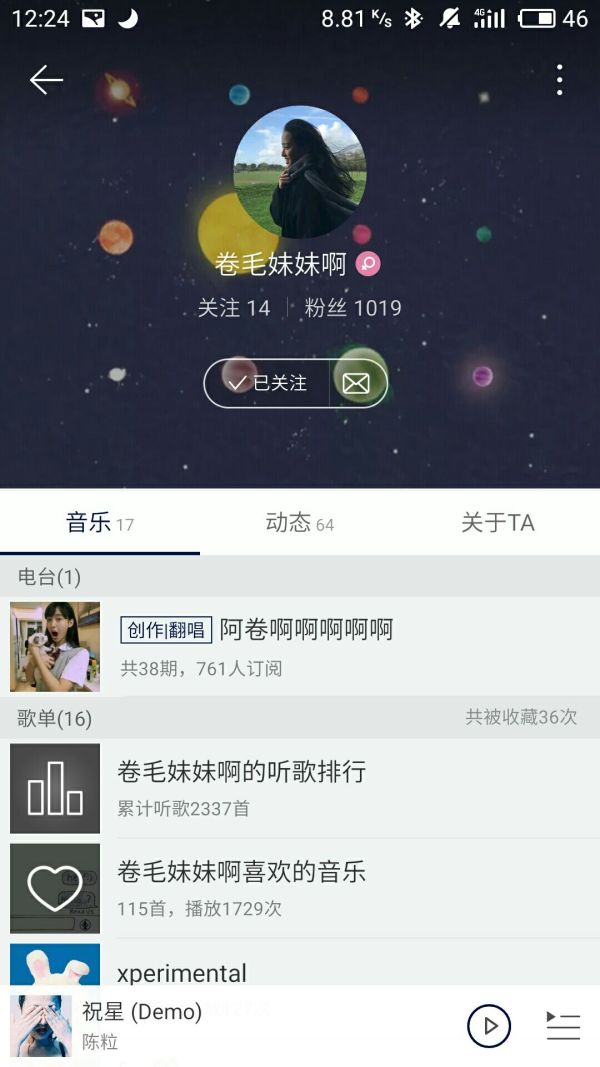 12:24
8.81 K/s
4G
46
卷毛妹妹啊
关注 14
粉丝 1019
已关注
音乐 17
动态 64
关于TA
电台(1)
创作|翻唱 阿卷啊啊啊啊啊
共38期，761人订阅
歌单(16)
共被收藏36次
卷毛妹妹啊的听歌排行
累计听歌2337首
卷毛妹妹啊喜欢的音乐
115首，播放1729次
xperimental
祝星 (Demo)
陈粒